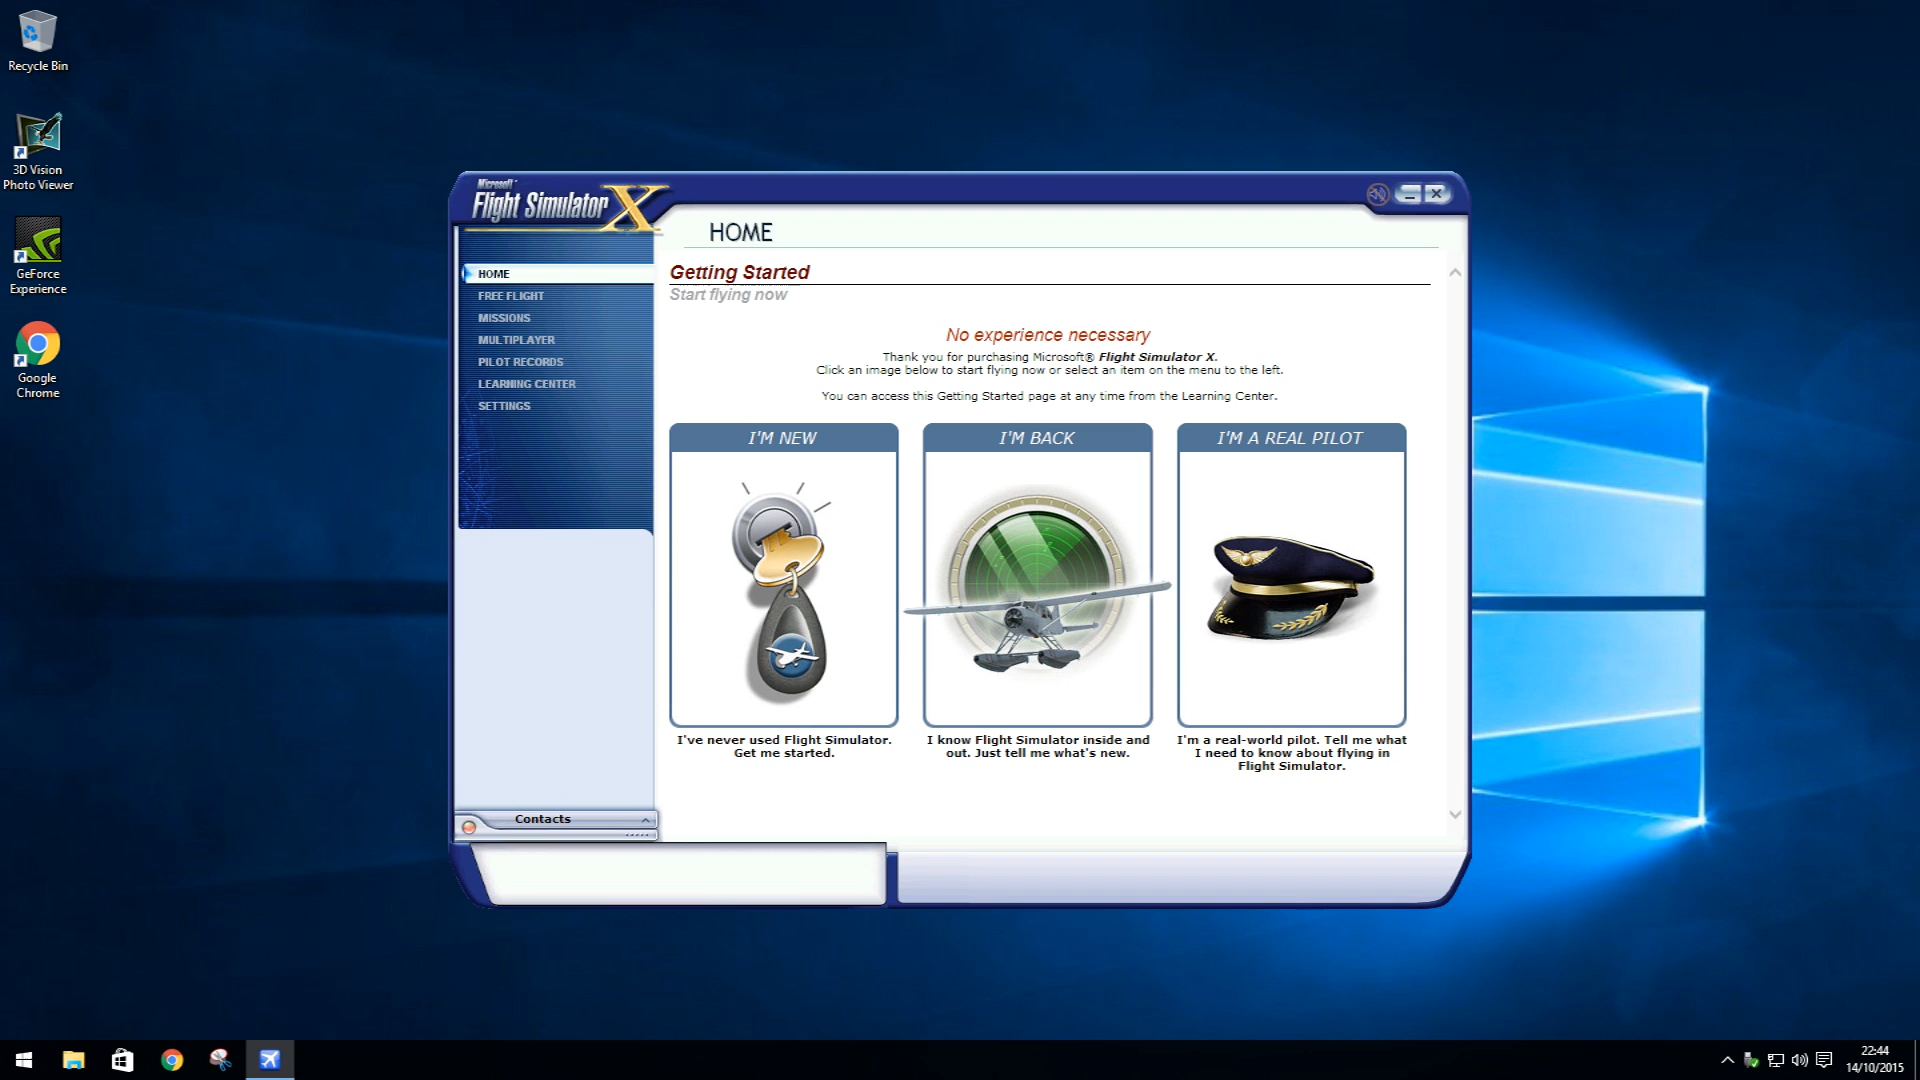 Recycle Bin
3D Vision
Photo Viewer
GeForce
Experience
Google
Chrome
Microsoft
Flight Simulator X
HOME
HOME
FREE FLIGHT
MISSIONS
MULTIPLAYER
PILOT RECORDS
LEARNING CENTER
SETTINGS
Getting Started
Start flying now
No experience necessary
Thank you for purchasing Microsoft® Flight Simulator X.
Click an image below to start flying now or select an item on the menu to the left.
You can access this Getting Started page at any time from the Learning Center.
I'M NEW
I'M BACK
I'M A REAL PILOT
I've never used Flight Simulator.
Get me started.
I know Flight Simulator inside and
out. Just tell me what's new.
I'm a real-world pilot. Tell me what
I need to know about flying in
Flight Simulator.
Contacts
22:44
14/10/2015